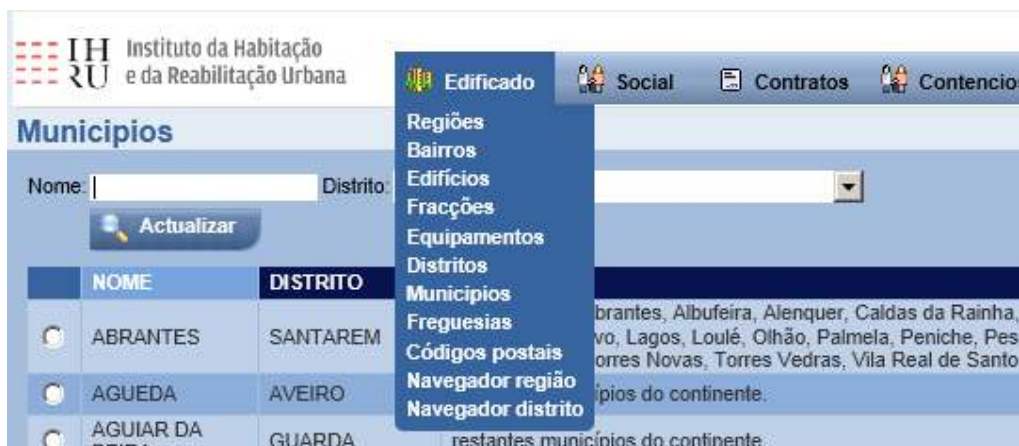 IHRU Instituto da Habitação
e da Reabilitação Urbana
Edificado Social Contratos Contencio
Municipios
Regiões
Bairros
Edifícios
Fracções
Equipamentos
Distritos
Municipios
Freguesias
Códigos postais
Navegador região
Navegador distrito
Nome: Distrito:
Actualizar
NOME DISTRITO
ABRANTES SANTAREM brantes, Albufeira, Alenquer, Caldas da Rainha,
vo, Lagos, Loulé, Olhão, Palmela, Peniche, Pes
orres Novas, Torres Vedras, Vila Real de Santo
AGUEDA AVEIRO ípios do continente.
AGUIAR DA
GUARDA restantes municípios do continente.